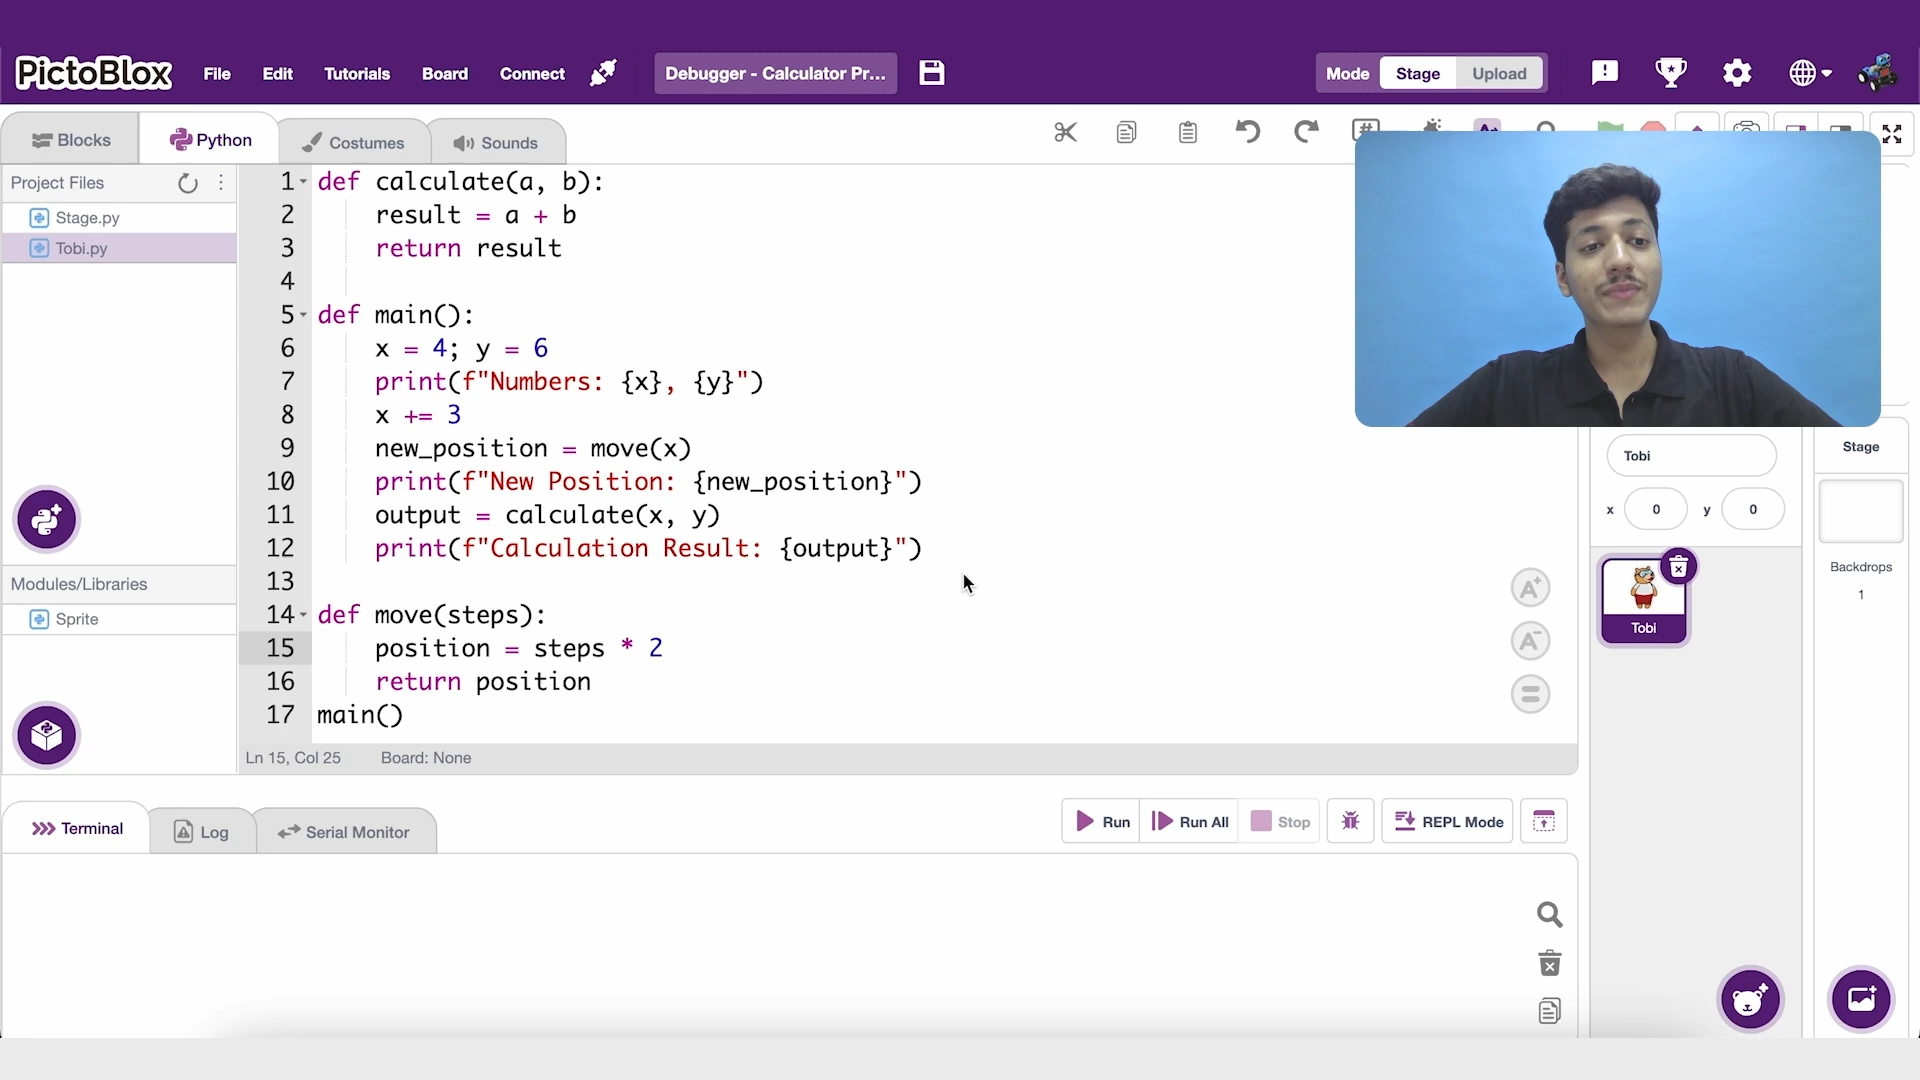 PictoBlox File Edit Tutorials Board Connect Debugger - Calculator Pr... Mode Stage Upload
Blocks Python Costumes Sounds
Project Files
Stage.py
Tobi.py
Modules/Libraries
Sprite
1 def calculate(a, b):
2 result = a + b
3 return result
4
5 def main():
6 x = 4; y = 6
7 print(f"Numbers: {x}, {y}")
8 x += 3
9 new_position = move(x)
10 print(f"New Position: {new_position}")
11 output = calculate(x, y)
12 print(f"Calculation Result: {output}")
13
14 def move(steps):
15 position = steps * 2
16 return position
17 main()
Ln 15, Col 25 Board: None
A+
A-
Tobi
x 0 y 0
Tobi
Stage
Backdrops
1
Terminal Log Serial Monitor Run Run All Stop REPL Mode